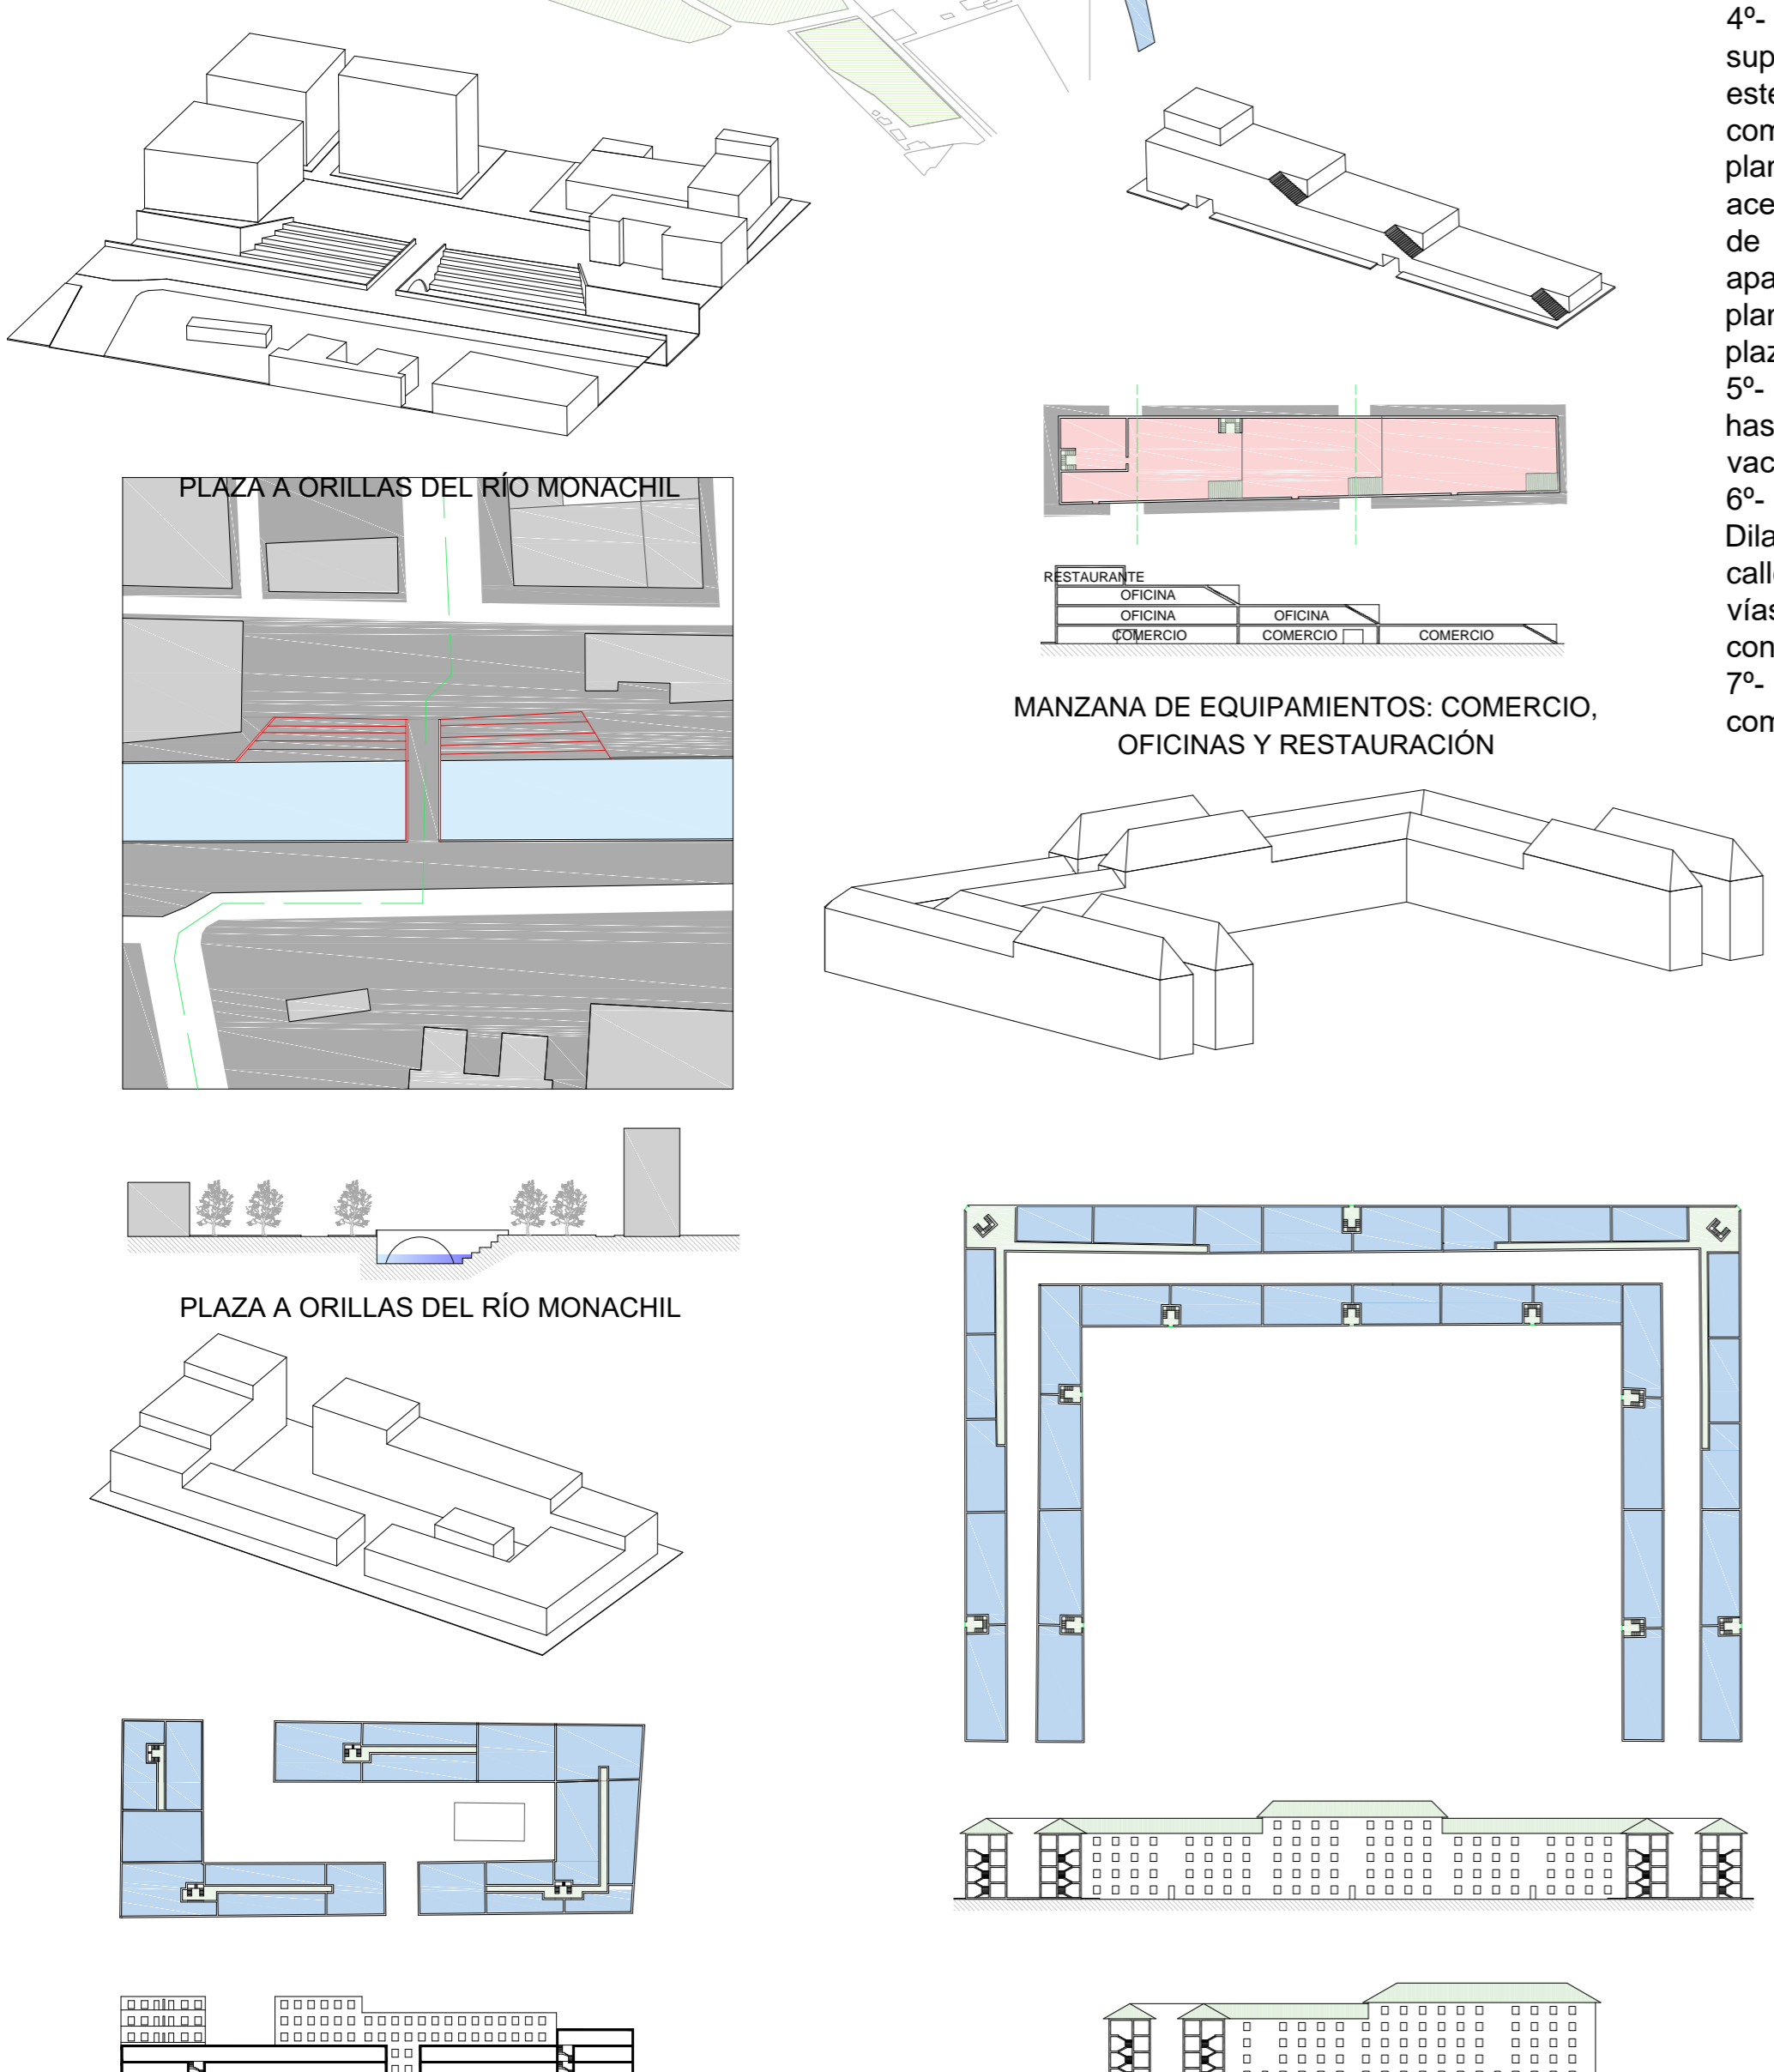 PLAZA A ORILLAS DEL RÍO MONACHIL
RESTAURANTE
OFICINA
OFICINA OFICINA
COMERCIO COMERCIO COMERCIO
MANZANA DE EQUIPAMIENTOS: COMERCIO,
OFICINAS Y RESTAURACIÓN
PLAZA A ORILLAS DEL RÍO MONACHIL
4º-
sup
este
com
plan
ace
de
apa
plan
plaz
5º-
has
vac
6º-
Dila
calle
vías
con
7º-
com